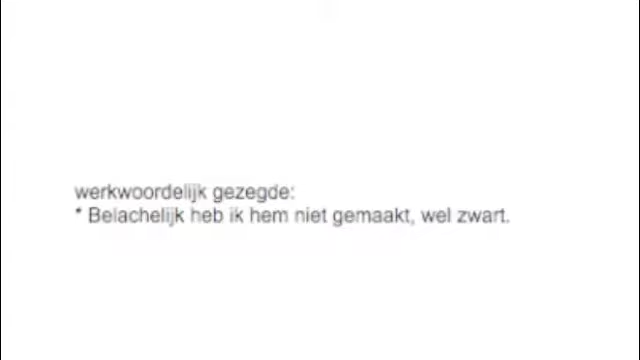 werkwoordelijk gezegde:
* Belachelijk heb ik hem niet gemaakt, wel zwart.